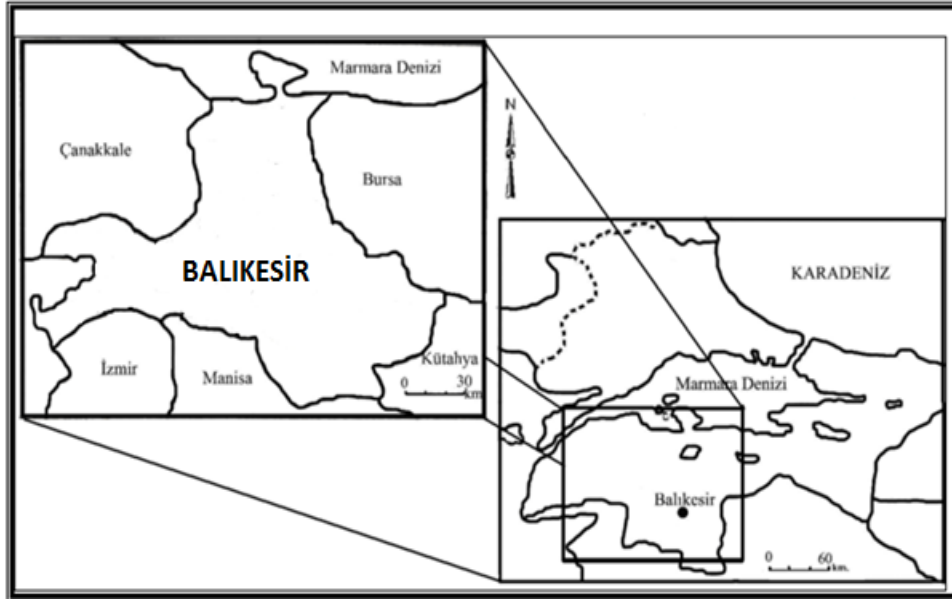 Marmara Denizi
Çanakkale
Bursa
BALIKESİR
İzmir
Manisa
Kütahya
0 30
km
N
KARADENİZ
Marmara Denizi
Balıkesir
0 60
km.